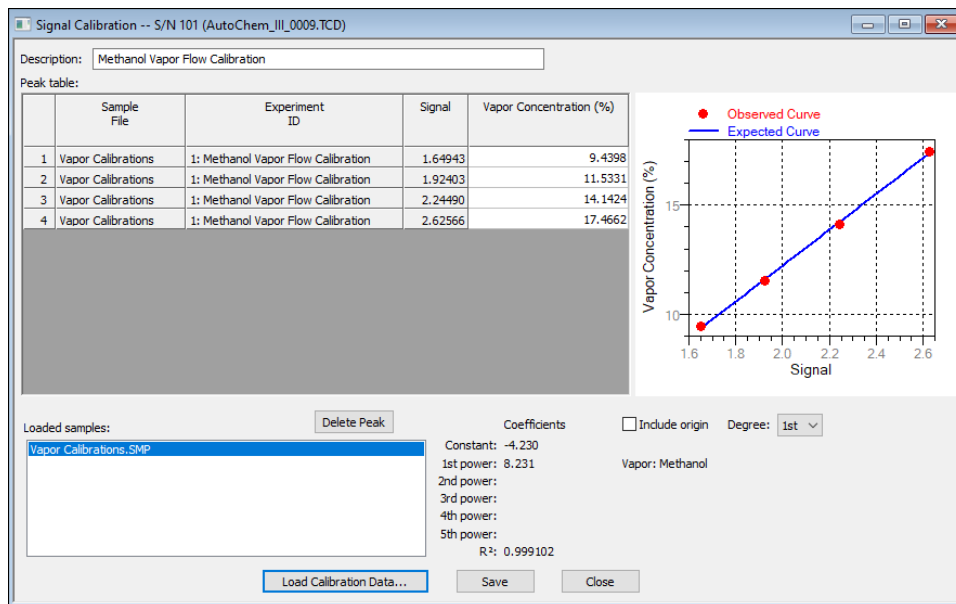 Signal Calibration -- S/N 101 (AutoChem_III_0009.TCD)
Description: Methanol Vapor Flow Calibration
Peak table:
Sample File Experiment ID Signal Vapor Concentration (%)
1 Vapor Calibrations 1: Methanol Vapor Flow Calibration 1.64943 9.4398
2 Vapor Calibrations 1: Methanol Vapor Flow Calibration 1.92403 11.5331
3 Vapor Calibrations 1: Methanol Vapor Flow Calibration 2.24490 14.1424
4 Vapor Calibrations 1: Methanol Vapor Flow Calibration 2.62566 17.4662
Observed Curve
Expected Curve
Vapor Concentration (%)
15
10
1.6 1.8 2.0 2.2 2.4 2.6
Signal
Loaded samples:
Delete Peak
Vapor Calibrations.SMP
Coefficients
Constant: -4.230
1st power: 8.231
2nd power:
3rd power:
4th power:
5th power:
R²: 0.999102
Include origin Degree: 1st
Vapor: Methanol
Load Calibration Data... Save Close